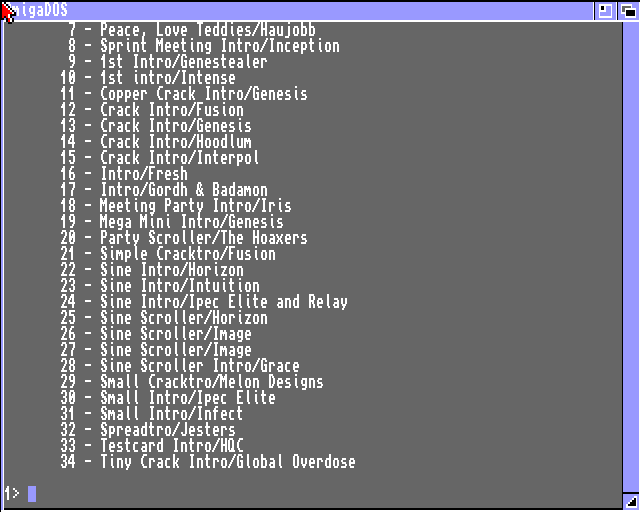 AmigaDOS
7 - Peace, Love Teddies/Haujobb
8 - Sprint Meeting Intro/Inception
9 - 1st Intro/Genestealer
10 - 1st intro/Intense
11 - Copper Crack Intro/Genesis
12 - Crack Intro/Fusion
13 - Crack Intro/Genesis
14 - Crack Intro/Hoodlum
15 - Crack Intro/Interpol
16 - Intro/Fresh
17 - Intro/Gordh & Badamon
18 - Meeting Party Intro/Iris
19 - Mega Mini Intro/Genesis
20 - Party Scroller/The Hoaxers
21 - Simple Cracktro/Fusion
22 - Sine Intro/Horizon
23 - Sine Intro/Intuition
24 - Sine Intro/Ipec Elite and Relay
25 - Sine Scroller/Horizon
26 - Sine Scroller/Image
27 - Sine Scroller/Image
28 - Sine Scroller Intro/Grace
29 - Small Cracktro/Melon Designs
30 - Small Intro/Ipec Elite
31 - Small Intro/Infect
32 - Spreadtro/Jesters
33 - Testcard Intro/HQC
34 - Tiny Crack Intro/Global Overdose
1>